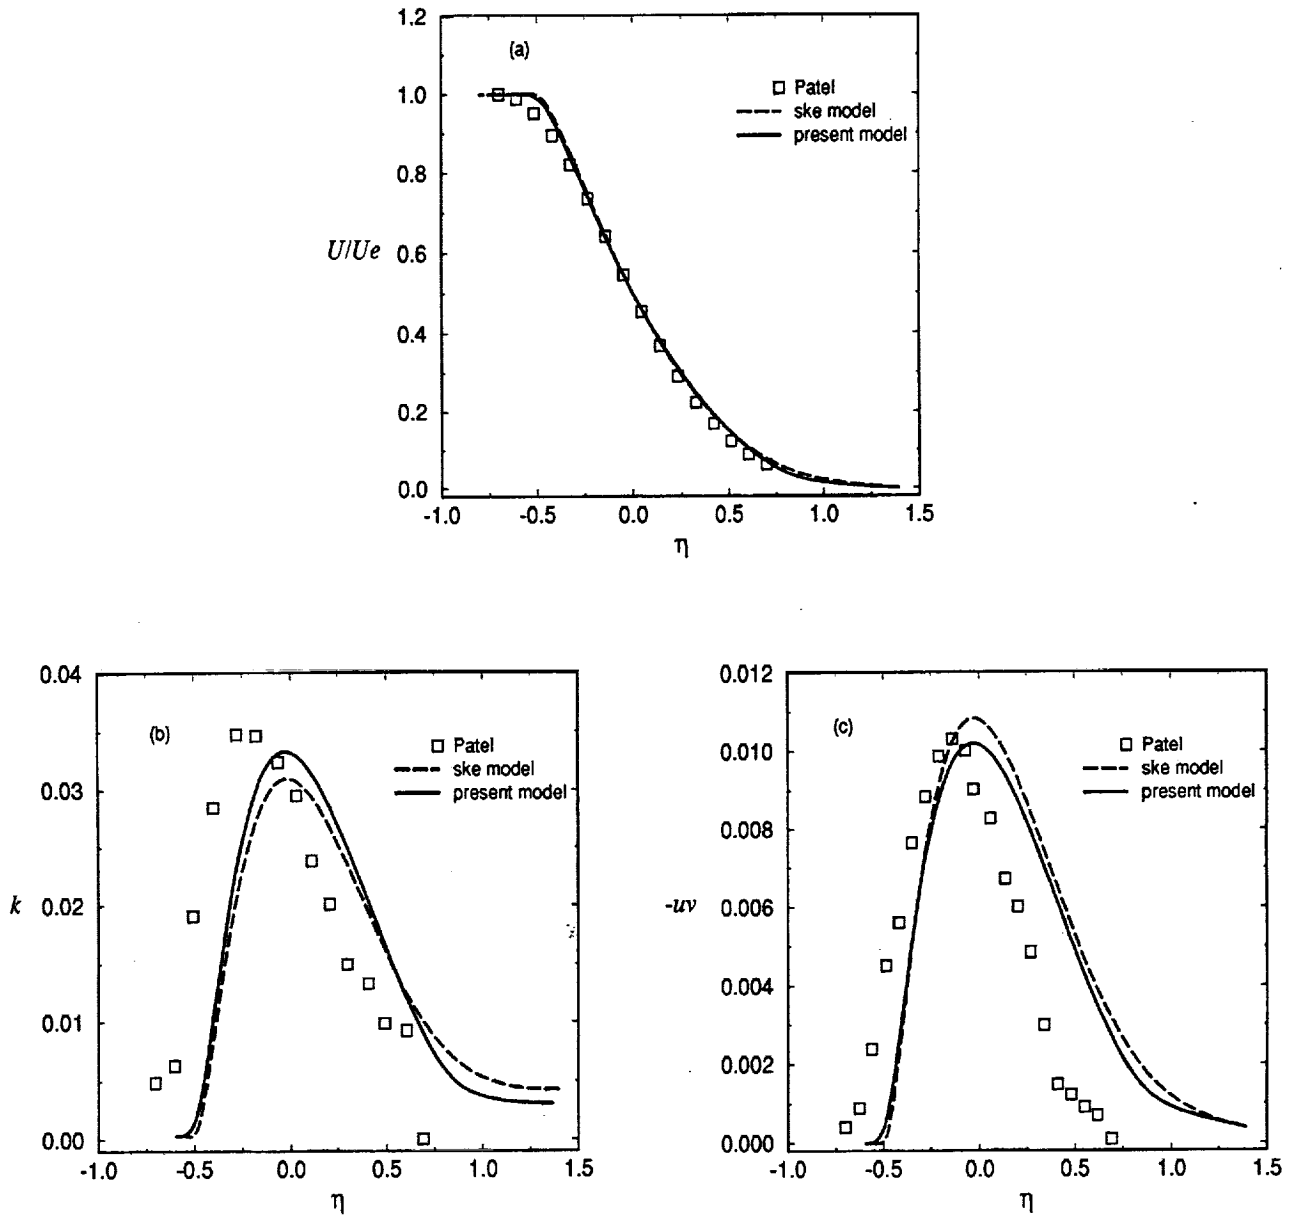 1.2
(a)
Patel
1.0
ske model
present model
0.8
U/Ue
0.6
0.4
0.2
0.0
-1.0 -0.5 0.0 0.5 1.0 1.5
η
0.04
(b)
Patel
ske model
present model
0.03
k
0.02
0.01
0.00
-1.0 -0.5 0.0 0.5 1.0 1.5
η
0.012
(c)
Patel
0.010
ske model
present model
0.008
-uv
0.006
0.004
0.002
0.000
-1.0 -0.5 0.0 0.5 1.0 1.5
η